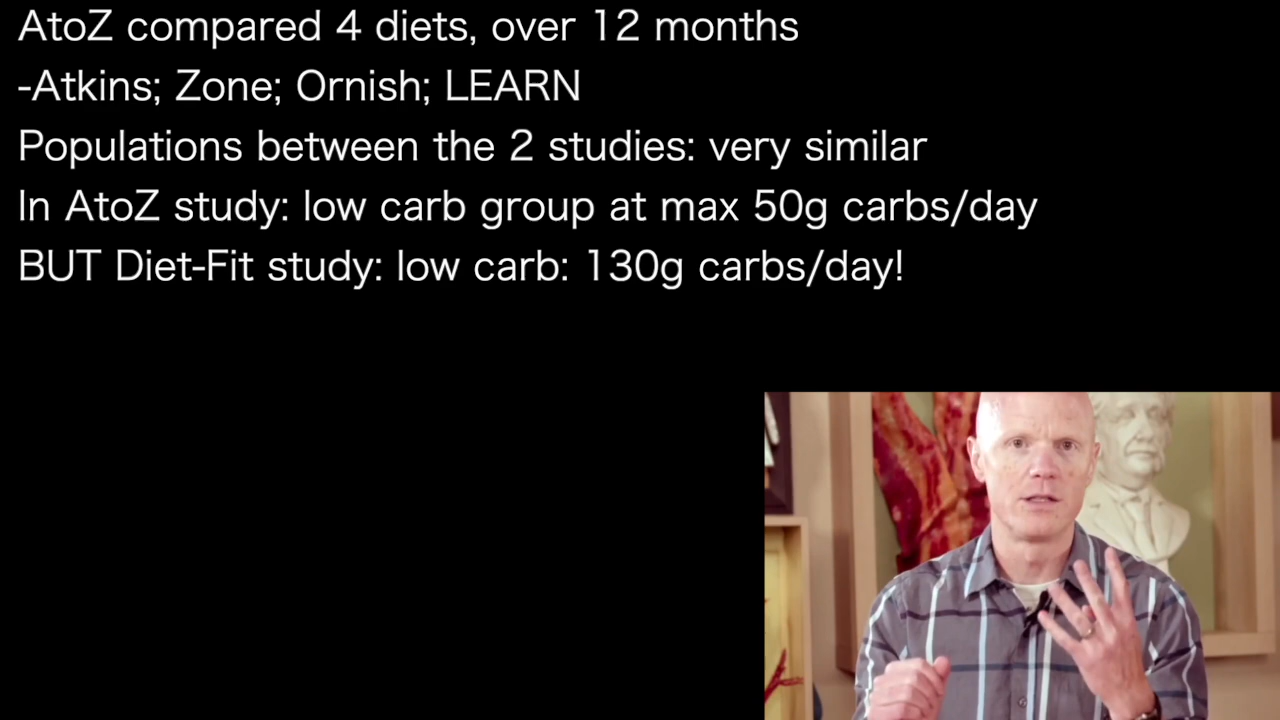 AtoZ compared 4 diets, over 12 months
-Atkins; Zone; Ornish; LEARN
Populations between the 2 studies: very similar
In AtoZ study: low carb group at max 50g carbs/day
BUT Diet-Fit study: low carb: 130g carbs/day!